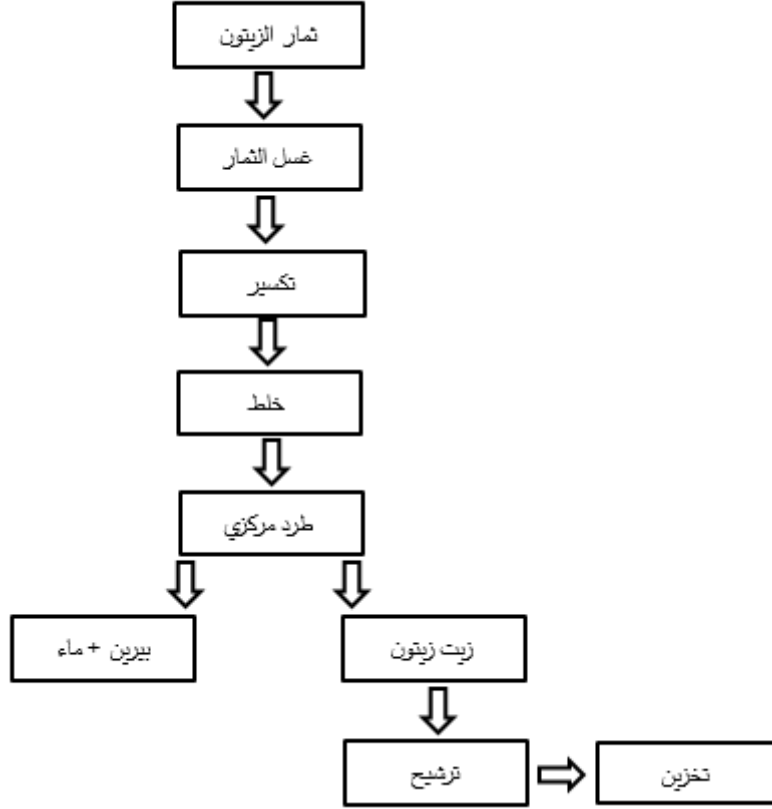 ثمار الزيتون
غسل الثمار
تكسير
خلط
طرد مركزي
بيرين + ماء
زيت زيتون
ترشيح
تخزين